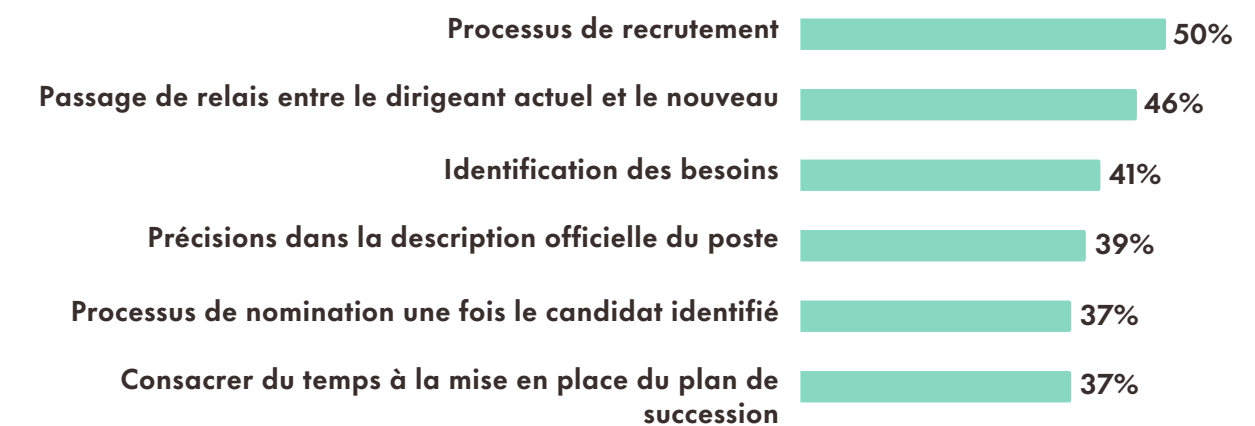 Processus de recrutement 50%
Passage de relais entre le dirigeant actuel et le nouveau 46%
Identification des besoins 41%
Précisions dans la description officielle du poste 39%
Processus de nomination une fois le candidat identifié 37%
Consacrer du temps à la mise en place du plan de 37%
succession